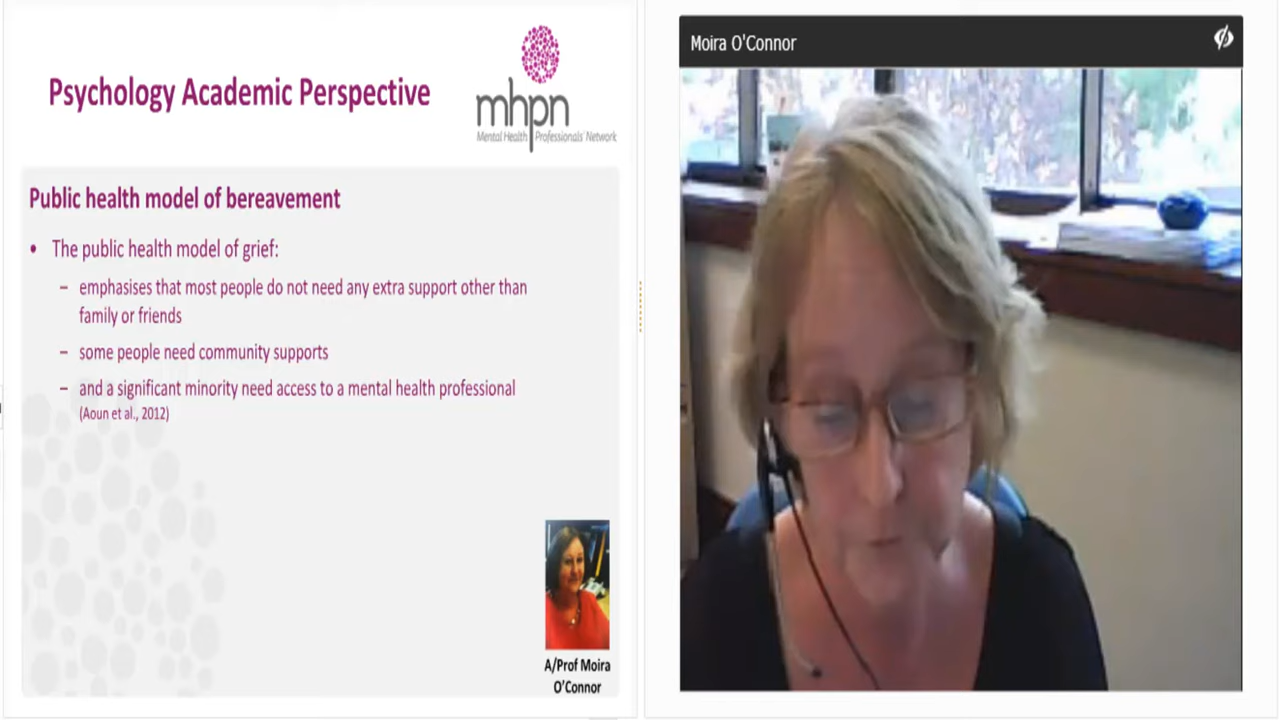 Psychology Academic Perspective
mhpn
Mental Health Professionals' Network
Public health model of bereavement
• The public health model of grief:
– emphasises that most people do not need any extra support other than
family or friends
– some people need community supports
– and a significant minority need access to a mental health professional
(Aoun et al., 2012)
A/Prof Moira
O'Connor
Moira O'Connor